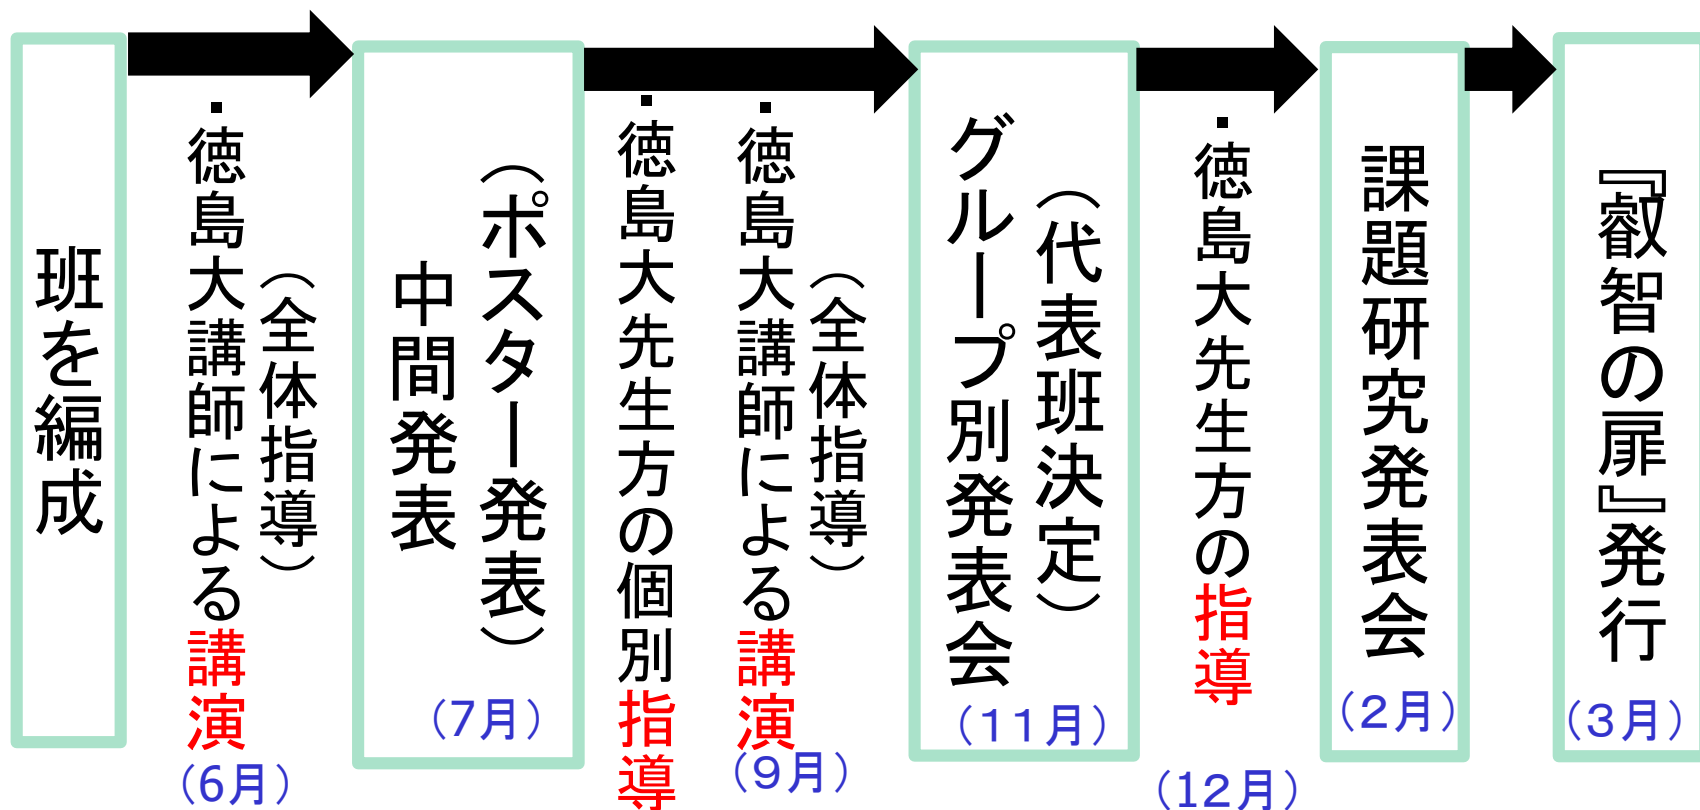 班を編成
・徳島大講師による講演
（全体指導）
（6月）
中間発表
（ポスター発表）
（7月）
・徳島大先生方の個別指導
・徳島大講師による講演
（全体指導）
（9月）
グループ別発表会
（代表班決定）
（11月）
・徳島大先生方の指導
（12月）
課題研究発表会
（2月）
『叡智の扉』発行
（3月）